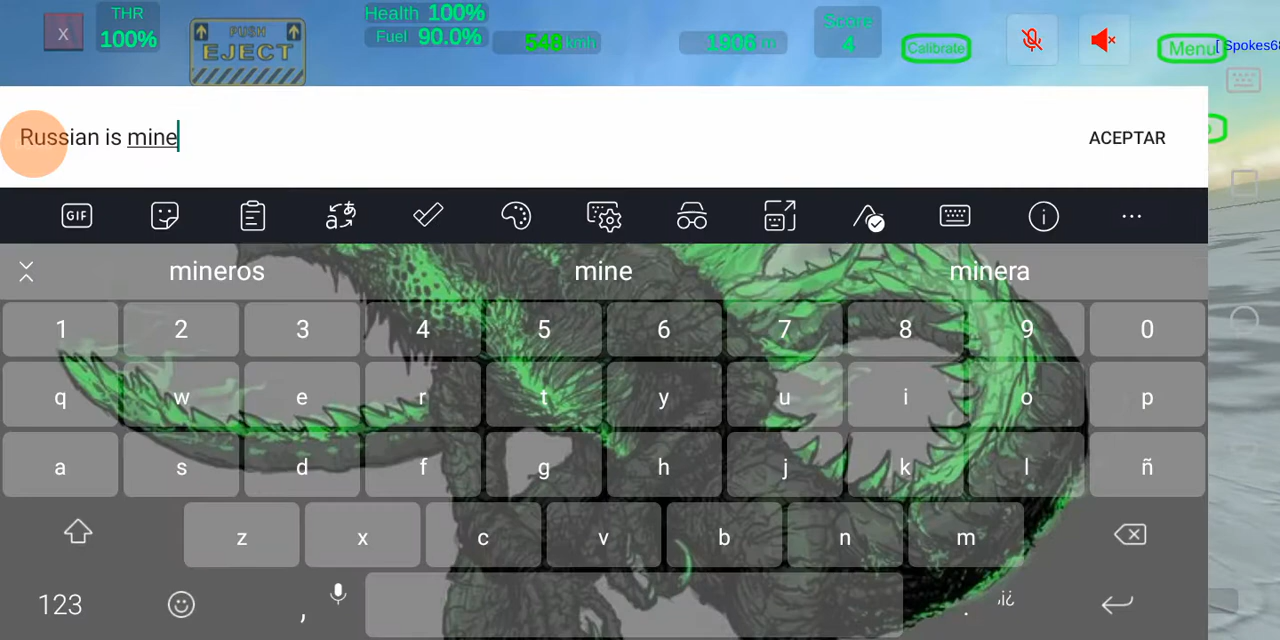 X
THR
100%
PUSH
EJECT
Health 100%
Fuel 90.0%
548 kmh
1906 m
Score
4
Calibrate
Menu
[ Spokes68
Russian is mine
ACEPTAR
GIF
mineros mine minera
1 2 3 4 5 6 7 8 9 0
q w e r t y u i o p
a s d f g h j k l ñ
z x c v b n m
123 , . ,i¿